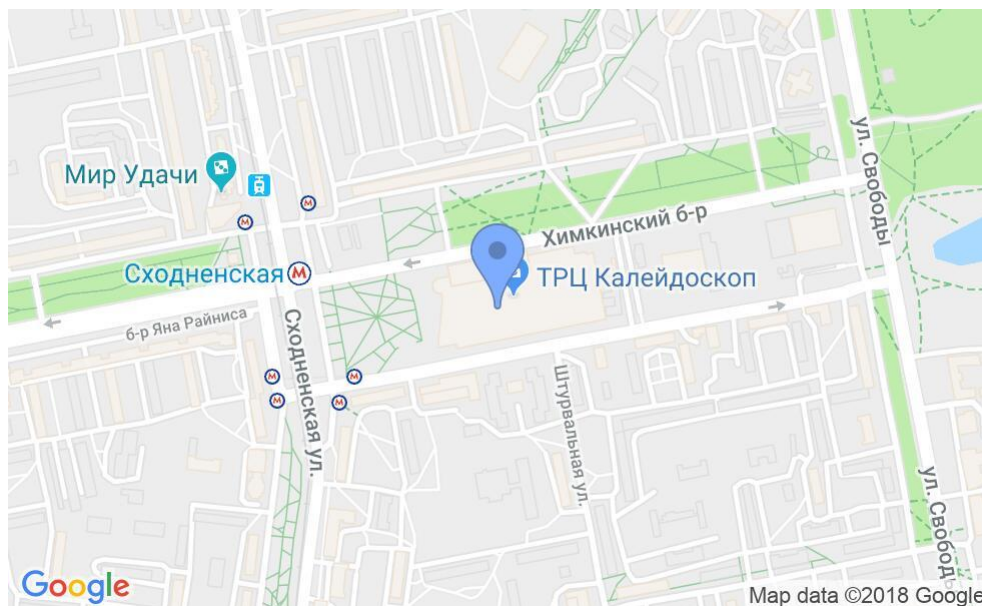 ул. Свободы
Мир Удачи
Химкинский б-р
Сходненская
ТРЦ Калейдоскоп
б-р Яна Райниса
Сходненская ул.
Штурвальная ул.
ул. Свободы
Google
Map data ©2018 Google